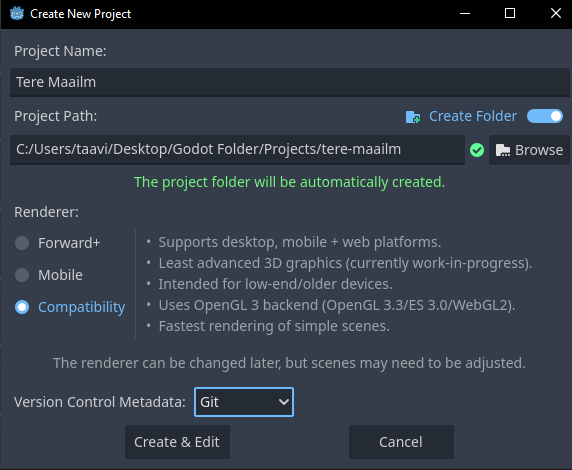 Create New Project
Project Name:
Tere Maailm
Project Path:
Create Folder
C:/Users/taavi/Desktop/Godot Folder/Projects/tere-maailm
Browse
The project folder will be automatically created.
Renderer:
Forward+
Mobile
Compatibility
• Supports desktop, mobile + web platforms.
• Least advanced 3D graphics (currently work-in-progress).
• Intended for low-end/older devices.
• Uses OpenGL 3 backend (OpenGL 3.3/ES 3.0/WebGL2).
• Fastest rendering of simple scenes.
The renderer can be changed later, but scenes may need to be adjusted.
Version Control Metadata:
Git
Create & Edit
Cancel